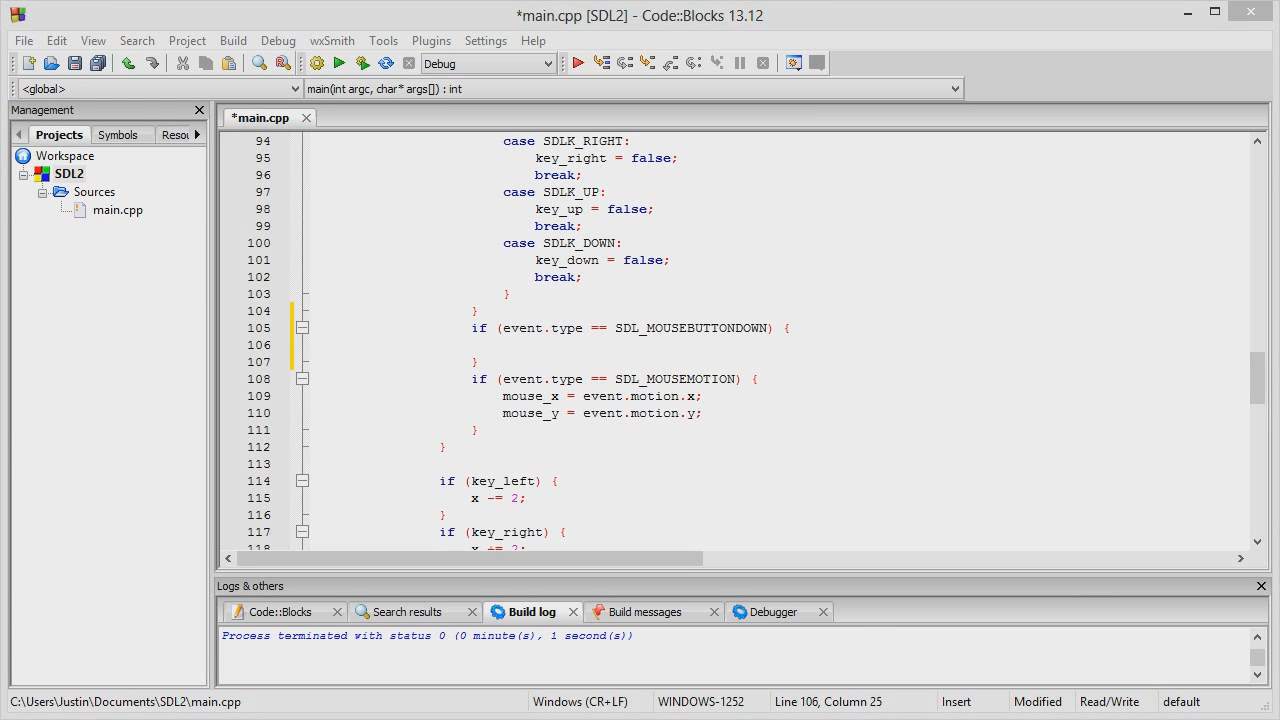 *main.cpp [SDL2] - Code::Blocks 13.12
File Edit View Search Project Build Debug wxSmith Tools Plugins Settings Help
Debug
<global> main(int argc, char* args[]) : int
Management
Projects Symbols Resou
Workspace
SDL2
Sources
main.cpp
*main.cpp
94 case SDLK_RIGHT:
95 key_right = false;
96 break;
97 case SDLK_UP:
98 key_up = false;
99 break;
100 case SDLK_DOWN:
101 key_down = false;
102 break;
103 }
104 }
105 if (event.type == SDL_MOUSEBUTTONDOWN) {
106
107 }
108 if (event.type == SDL_MOUSEMOTION) {
109 mouse_x = event.motion.x;
110 mouse_y = event.motion.y;
111 }
112 }
113
114 if (key_left) {
115 x -= 2;
116 }
117 if (key_right) {
118 x += 2;
Logs & others
Code::Blocks Search results Build log Build messages Debugger
Process terminated with status 0 (0 minute(s), 1 second(s))
C:\Users\Justin\Documents\SDL2\main.cpp Windows (CR+LF) WINDOWS-1252 Line 106, Column 25 Insert Modified Read/Write default